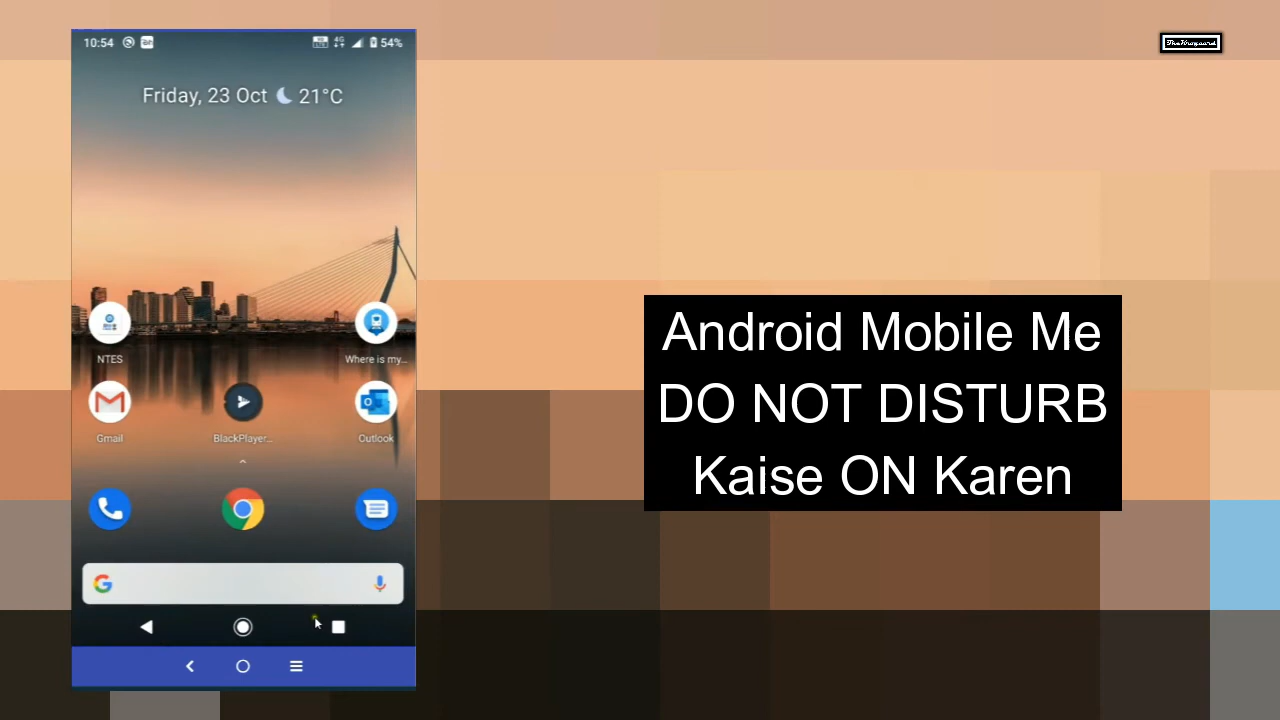 10:54
4G 54%
Friday, 23 Oct 21°C
NTES
Where is my...
Gmail
BlackPlayer...
Outlook
Android Mobile Me
DO NOT DISTURB
Kaise ON Karen